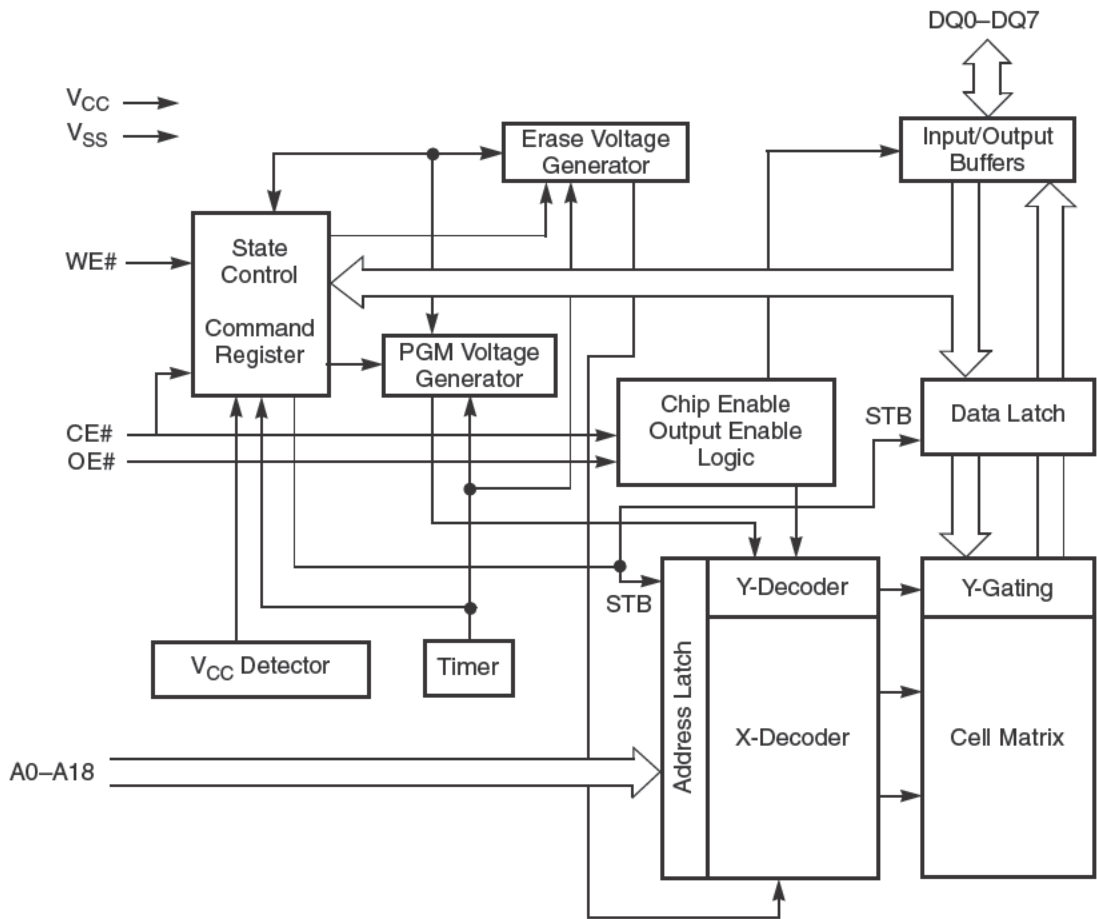 DQ0–DQ7
VCC
VSS
Erase Voltage
Generator
Input/Output
Buffers
WE#
State
Control
Command
Register
PGM Voltage
Generator
CE#
OE#
Chip Enable
Output Enable
Logic
STB
Data Latch
STB
Address Latch
Y-Decoder
Y-Gating
VCC Detector
Timer
X-Decoder
Cell Matrix
A0–A18